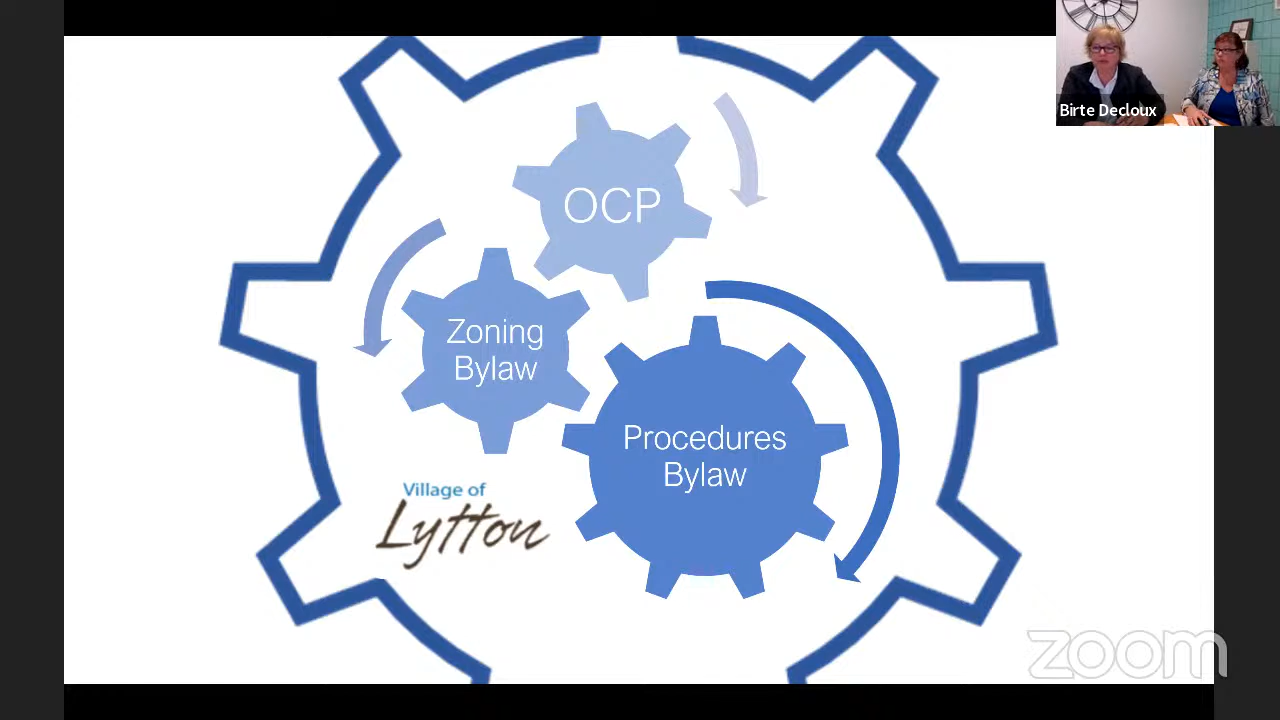 Birte Decloux
OCP
Zoning
Bylaw
Procedures
Bylaw
Village of
Lytton
zoom